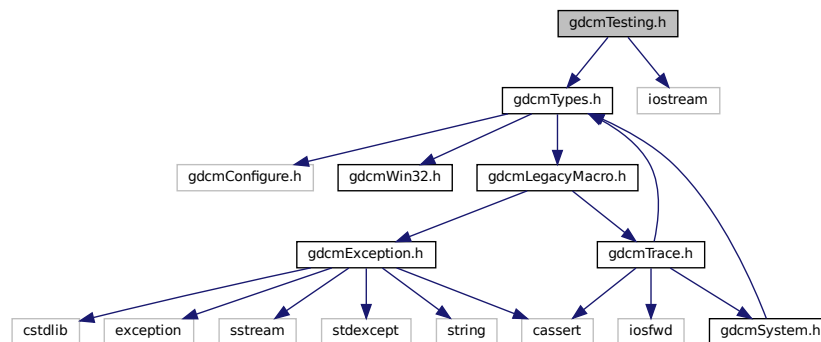 gdcmTesting.h
gdcmTypes.h
iostream
gdcmConfigure.h
gdcmWin32.h
gdcmLegacyMacro.h
gdcmException.h
gdcmTrace.h
cstdlib
exception
sstream
stdexcept
string
cassert
iosfwd
gdcmSystem.h